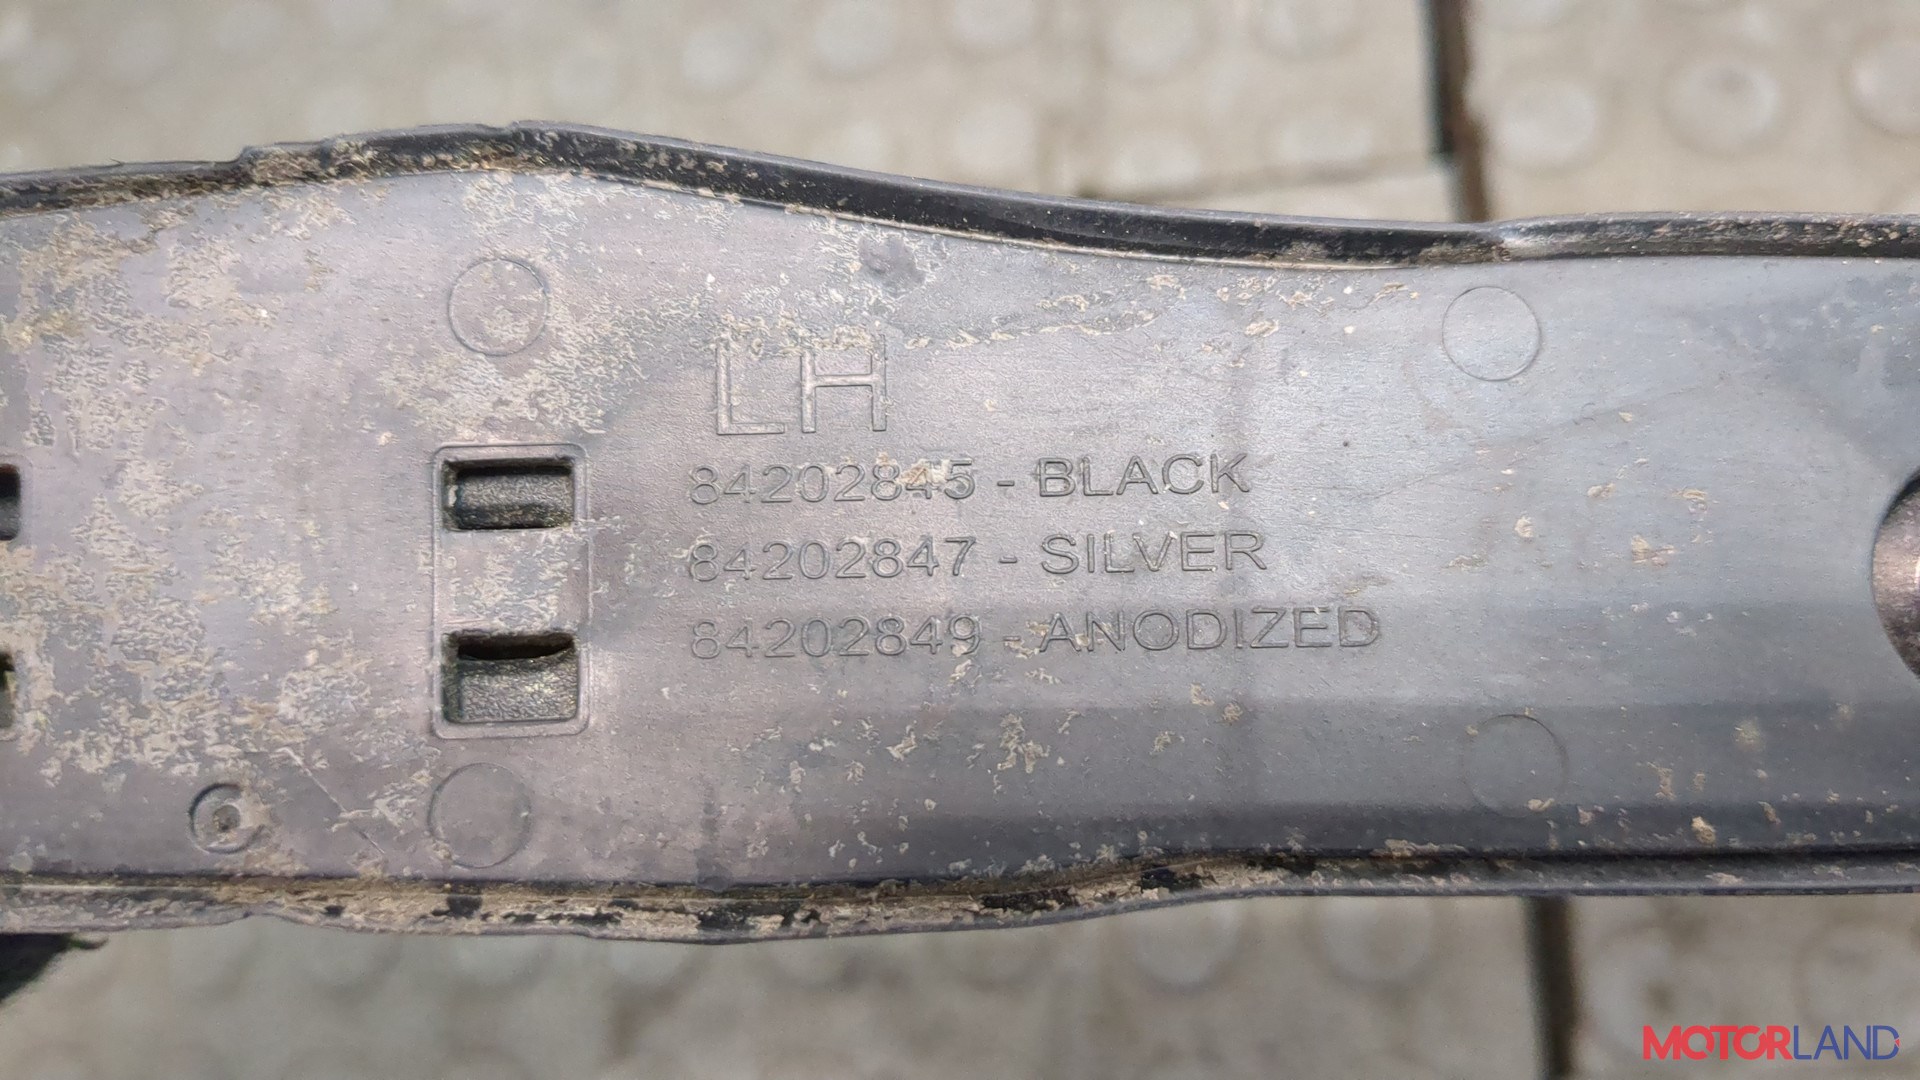 LH
84202845 - BLACK
84202847 - SILVER
84202849 - ANODIZED
MOTORLAND